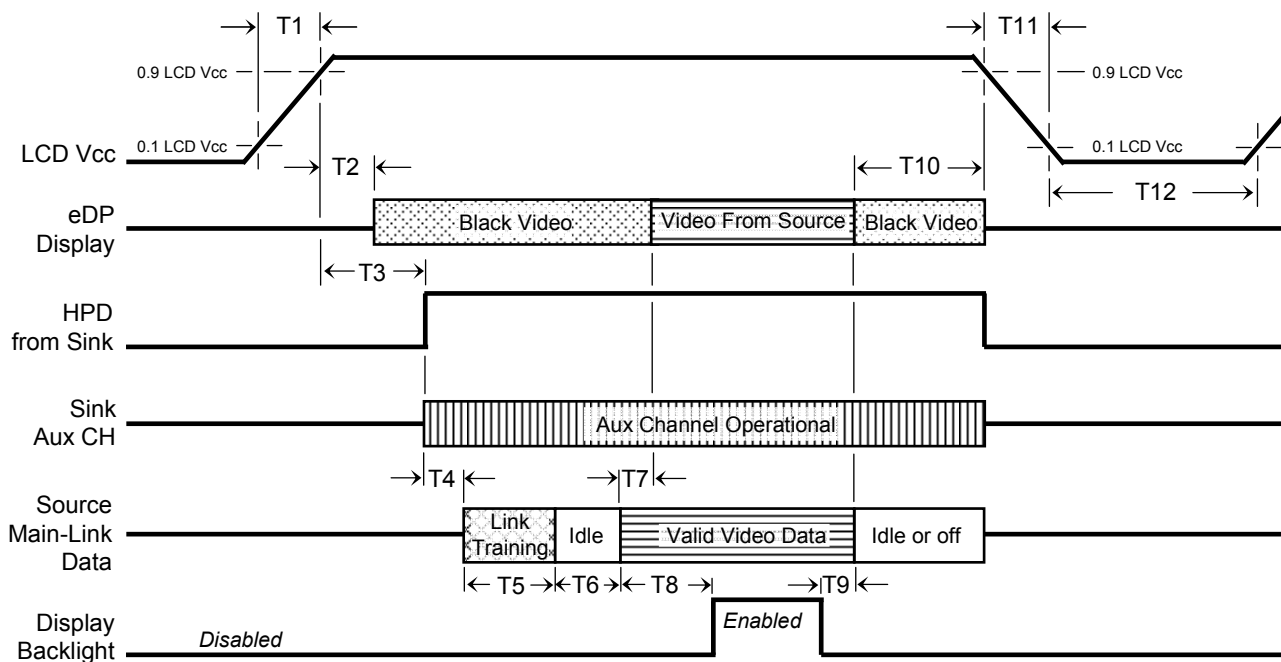 T1
T11
0.9 LCD Vcc
0.9 LCD Vcc
0.1 LCD Vcc
0.1 LCD Vcc
LCD Vcc
T2
T10
T12
eDP
Display
Black Video
Video From Source
Black Video
T3
HPD
from Sink
Sink
Aux CH
Aux Channel Operational
T4
T7
Source
Main-Link
Data
Link
Training
Idle
Valid Video Data
Idle or off
T5
T6
T8
T9
Display
Backlight
Disabled
Enabled